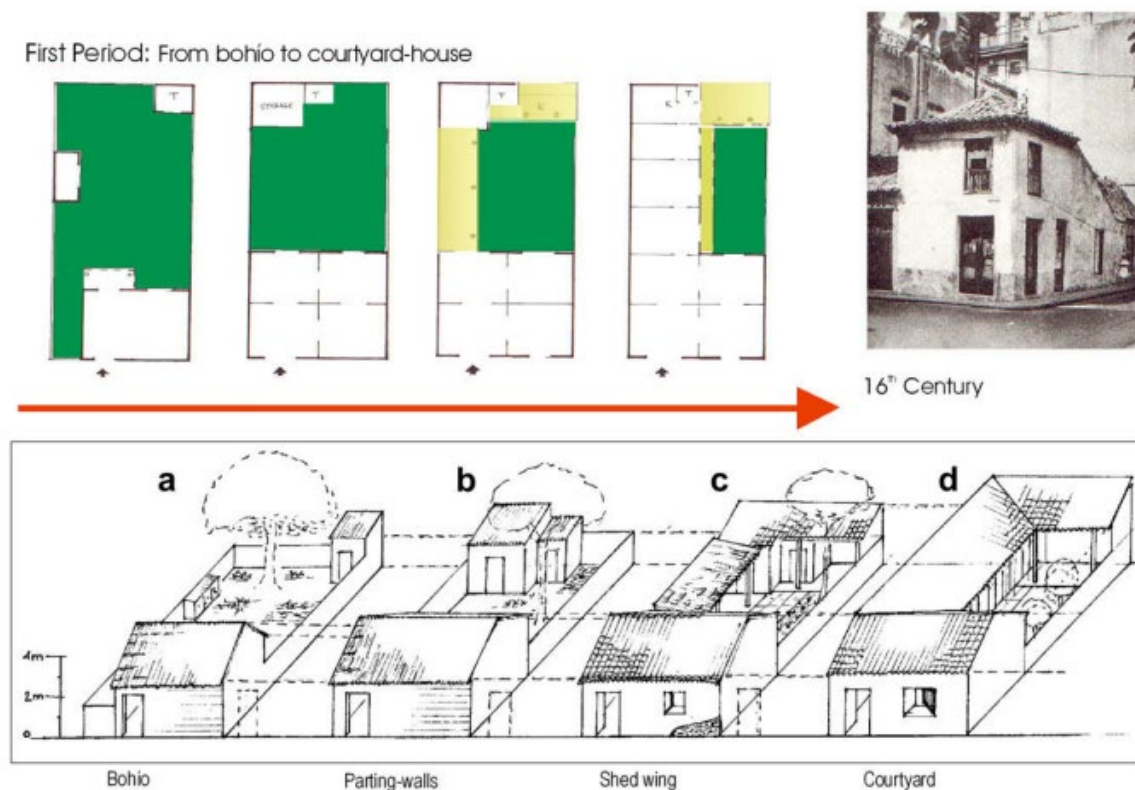 First Period: From bohío to courtyard-house
T
STORAGE T
T
K T
16th Century
a b c d
4m
2m
0
Bohio Parting-walls Shed wing Courtyard